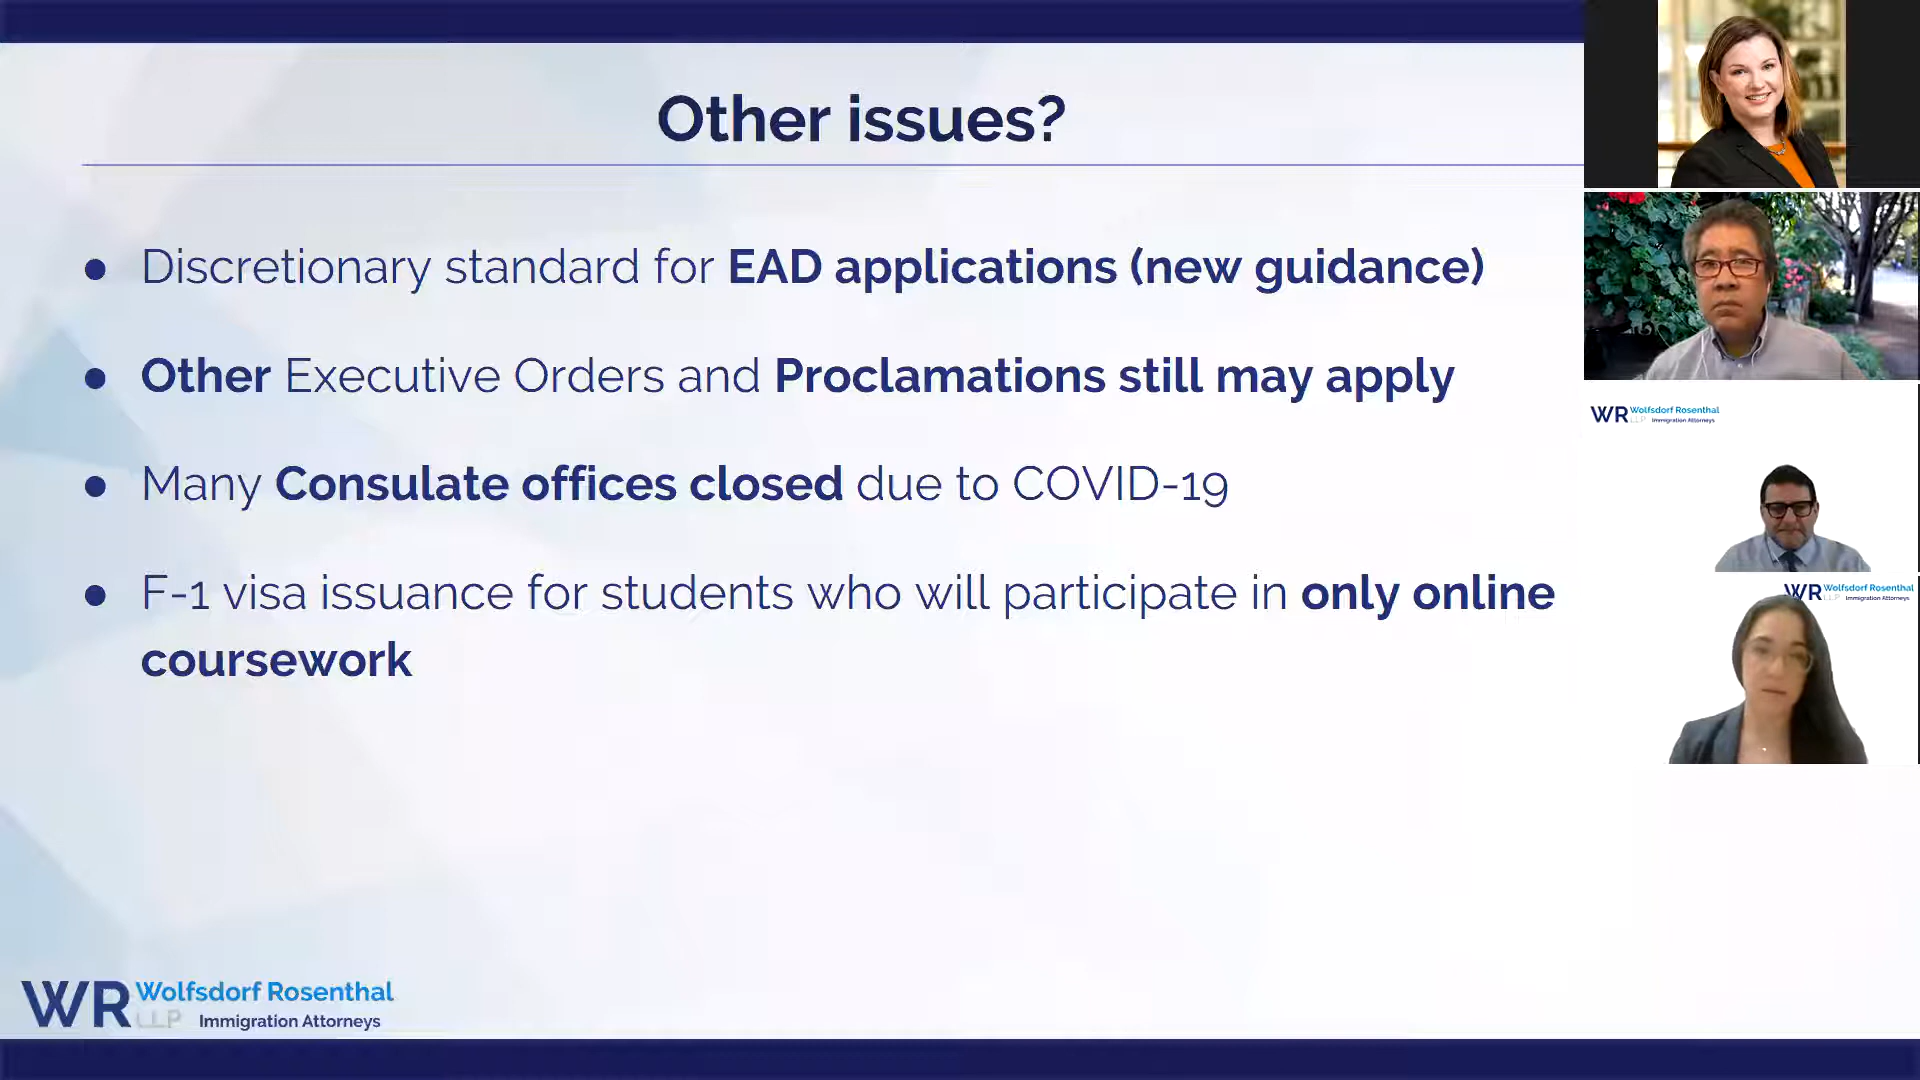 Other issues?
● Discretionary standard for EAD applications (new guidance)
● Other Executive Orders and Proclamations still may apply
● Many Consulate offices closed due to COVID-19
● F-1 visa issuance for students who will participate in only online
coursework
WR Wolfsdorf Rosenthal
LLP Immigration Attorneys
WR Wolfsdorf Rosenthal
LLP Immigration Attorneys
WR Wolfsdorf Rosenthal
LLP Immigration Attorneys